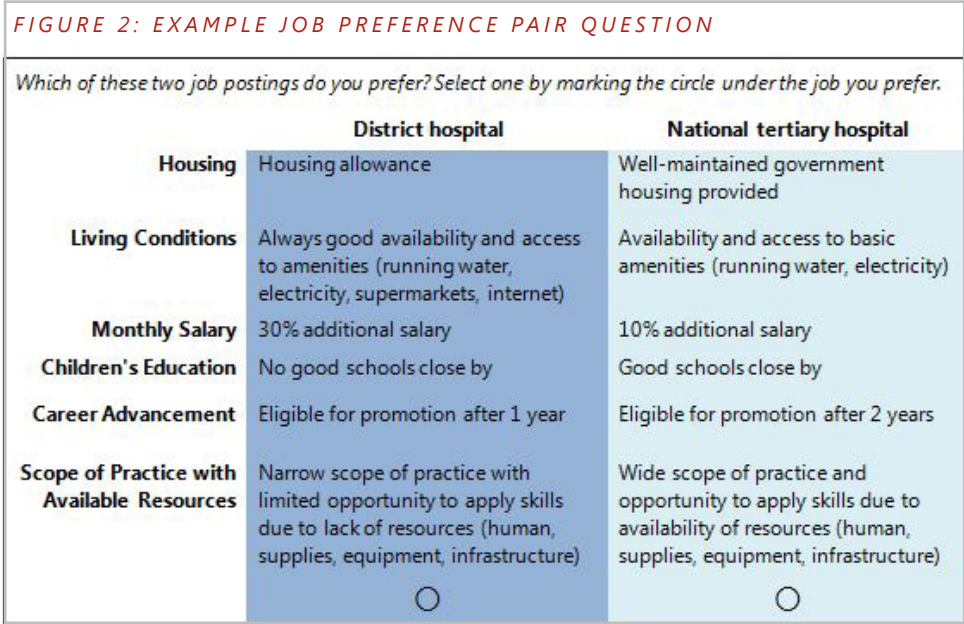 FIGURE 2: EXAMPLE JOB PREFERENCE PAIR QUESTION
Which of these two job postings do you prefer? Select one by marking the circle under the job you prefer.
District hospital
National tertiary hospital
Housing
Housing allowance
Well-maintained government
housing provided
Living Conditions
Always good availability and access
to amenities (running water,
electricity, supermarkets, internet)
Availability and access to basic
amenities (running water, electricity)
Monthly Salary
30% additional salary
10% additional salary
Children's Education
No good schools close by
Good schools close by
Career Advancement
Eligible for promotion after 1 year
Eligible for promotion after 2 years
Scope of Practice with
Available Resources
Narrow scope of practice with
limited opportunity to apply skills
due to lack of resources (human,
supplies, equipment, infrastructure)
Wide scope of practice and
opportunity to apply skills due to
availability of resources (human,
supplies, equipment, infrastructure)